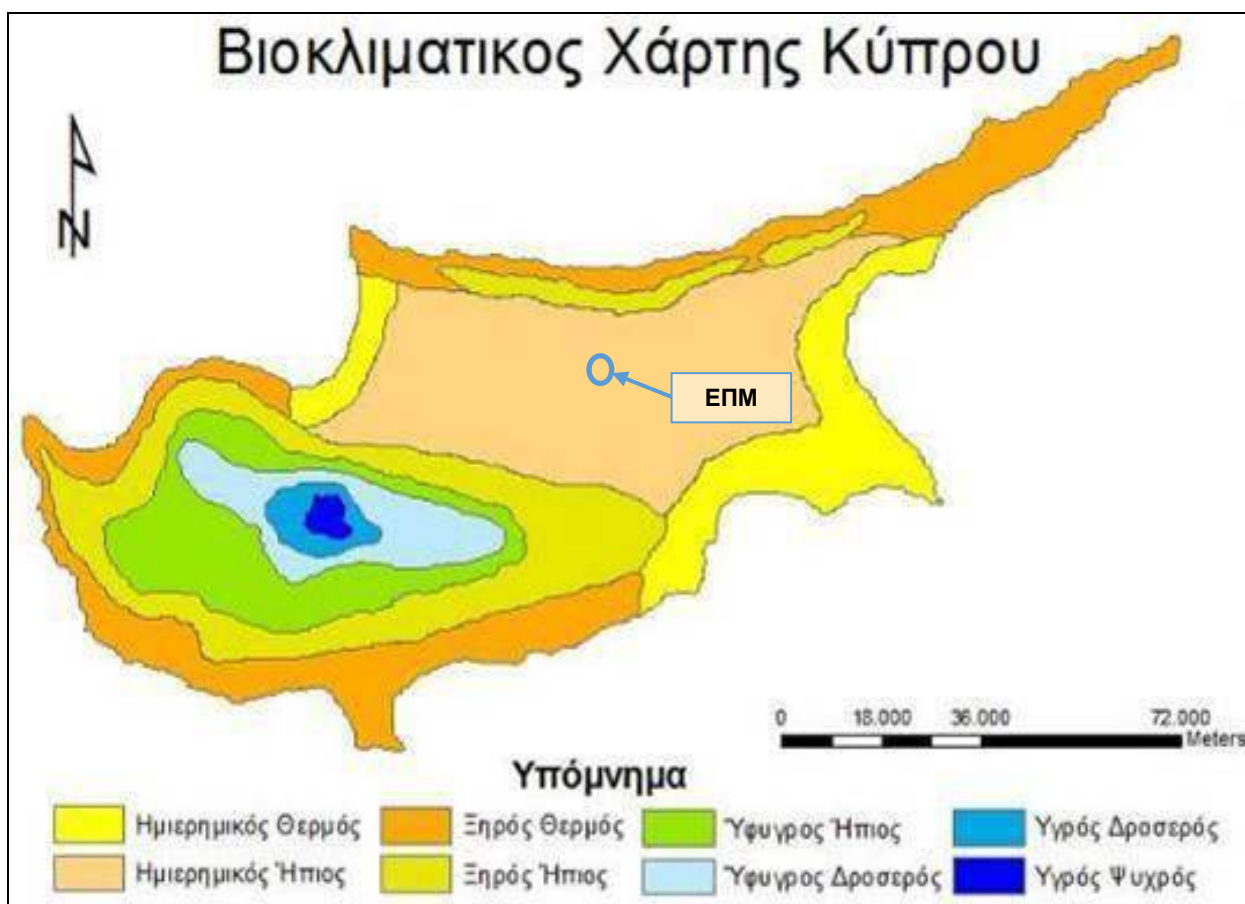 Βιοκλιματικος Χάρτης Κύπρου
N
ΕΠΜ
0 18.000 36.000 72.000
Meters
Υπόμνημα
Ημιερημικός Θερμός Ξηρός Θερμός Ύφυγρος Ήπιος Υγρός Δροσερός
Ημιερημικός Ήπιος Ξηρός Ήπιος Ύφυγρος Δροσερός Υγρός Ψυχρός